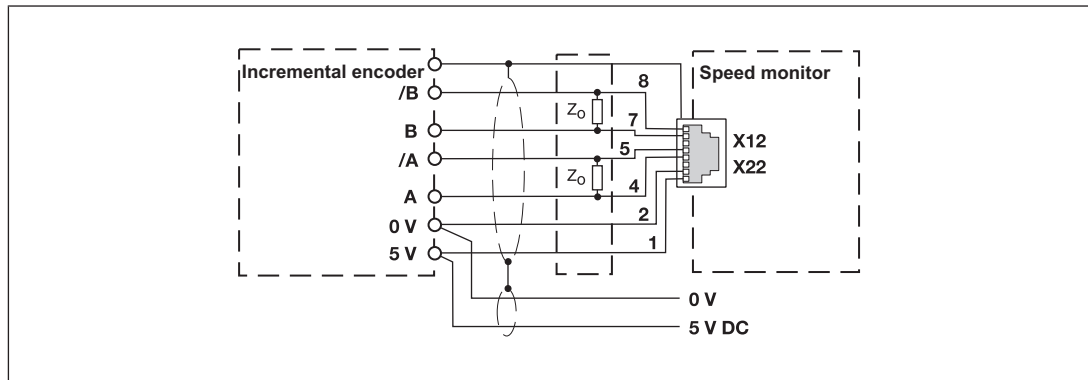 Incremental encoder
Speed monitor
8
/B
Z₀
7
B
X12
5
/A
X22
Z₀
4
A
2
0 V
1
5 V
0 V
5 V DC